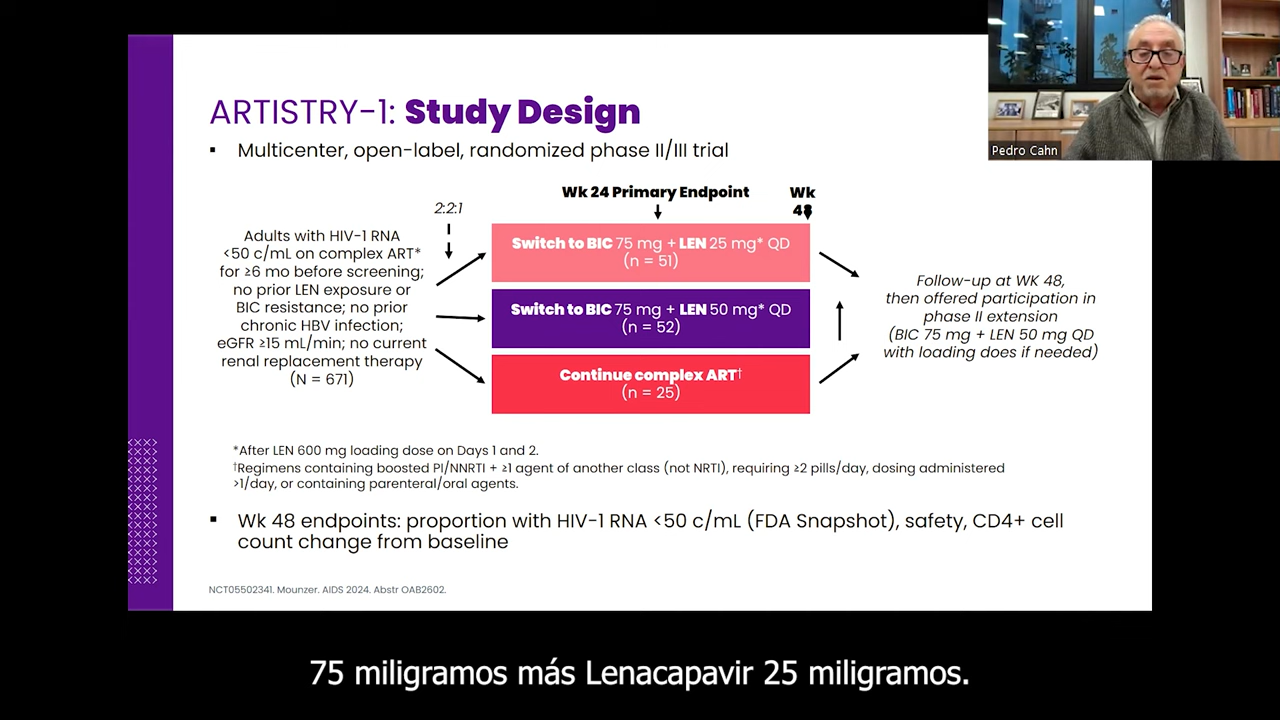 ARTISTRY-1: Study Design
▪ Multicenter, open-label, randomized phase II/III trial
Pedro Cahn
Wk 24 Primary Endpoint
Wk
48
2:2:1
Adults with HIV-1 RNA
<50 c/mL on complex ART*
for ≥6 mo before screening;
no prior LEN exposure or
BIC resistance; no prior
chronic HBV infection;
eGFR ≥15 mL/min; no current
renal replacement therapy
(N = 671)
Switch to BIC 75 mg + LEN 25 mg* QD
(n = 51)
Switch to BIC 75 mg + LEN 50 mg* QD
(n = 52)
Continue complex ART†
(n = 25)
Follow-up at WK 48,
then offered participation in
phase II extension
(BIC 75 mg + LEN 50 mg QD
with loading does if needed)
*After LEN 600 mg loading dose on Days 1 and 2.
†Regimens containing boosted PI/NNRTI + ≥1 agent of another class (not NRTI), requiring ≥2 pills/day, dosing administered
>1/day, or containing parenteral/oral agents.
▪ Wk 48 endpoints: proportion with HIV-1 RNA <50 c/mL (FDA Snapshot), safety, CD4+ cell
count change from baseline
NCT05502341. Mounzer. AIDS 2024. Abstr OAB2602.
75 miligramos más Lenacapavir 25 miligramos.